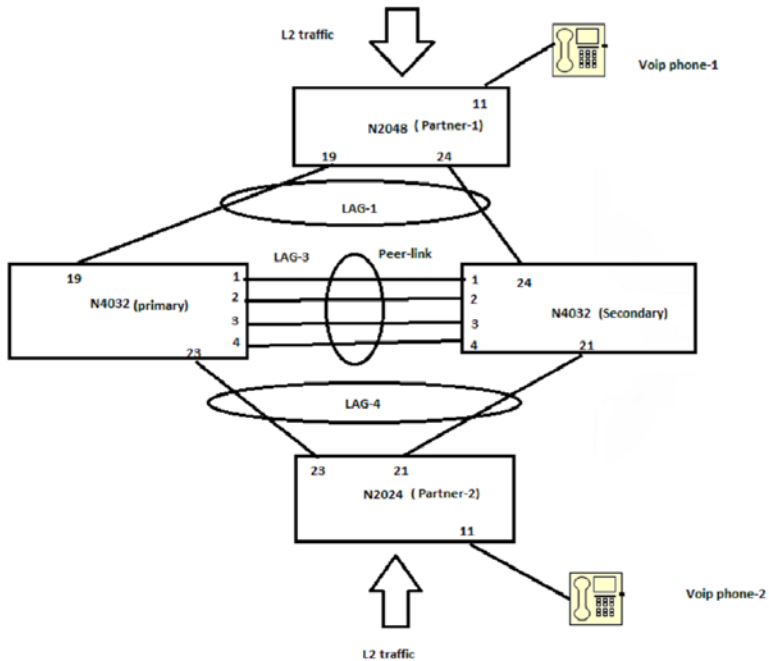 L2 traffic
Voip phone-1
11
N2048 ( Partner-1)
19
24
LAG-1
LAG-3
Peer-link
19
1
2
3
4
N4032 (primary)
23
1
2
3
4
24
N4032 (Secondary)
21
LAG-4
23
21
N2024 ( Partner-2)
11
Voip phone-2
L2 traffic